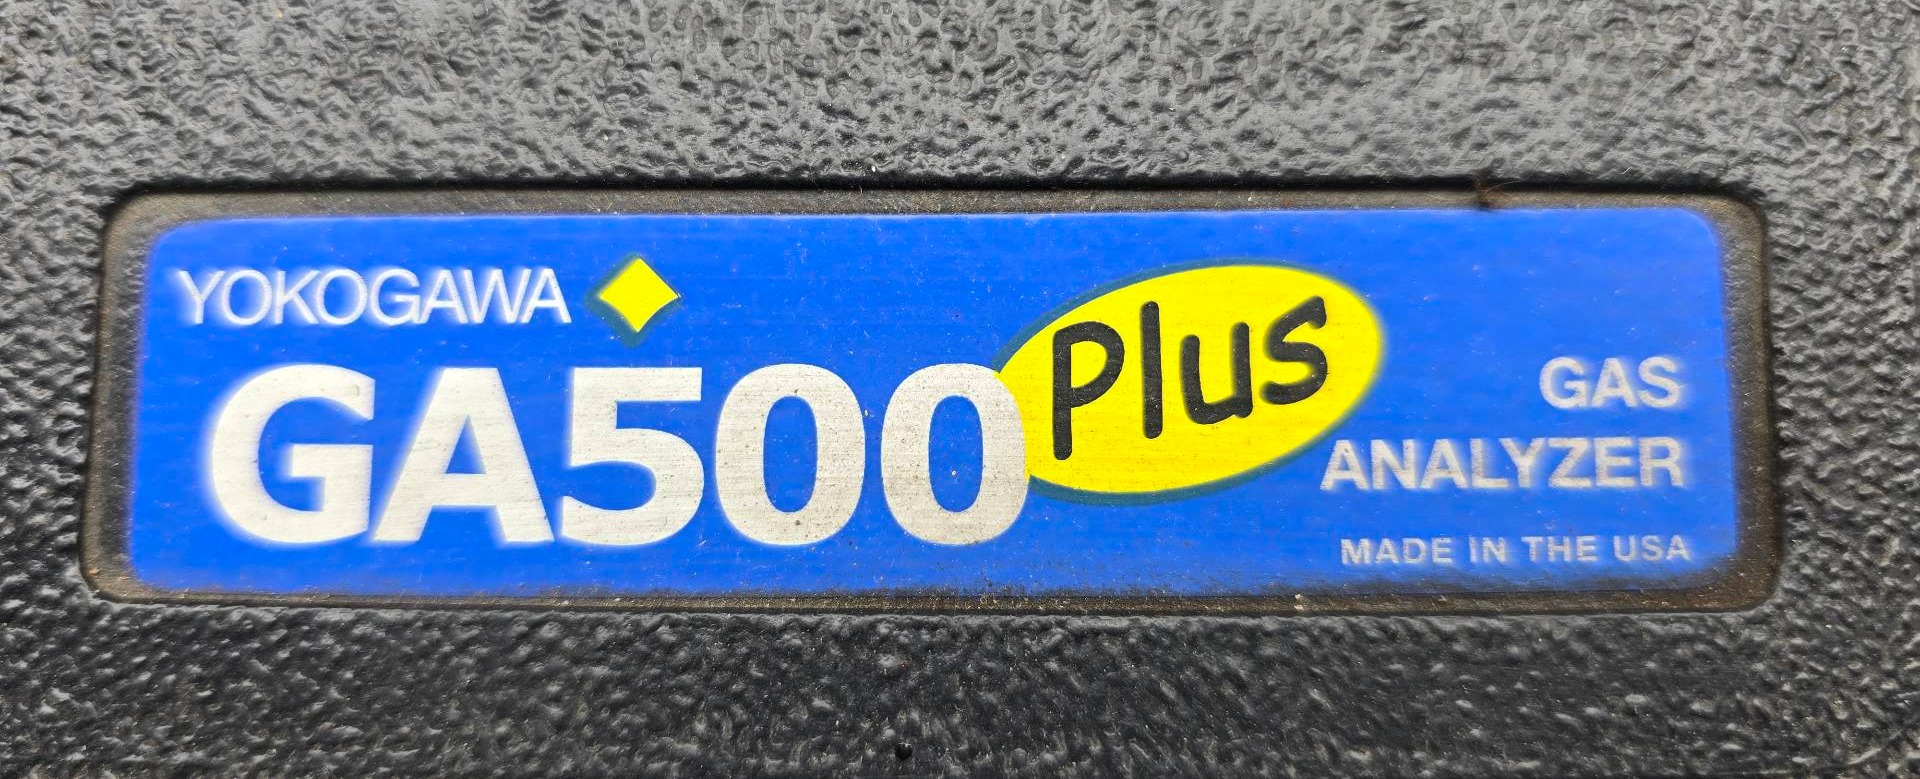 YOKOGAWA
GA500 Plus
GAS
ANALYZER
MADE IN THE USA